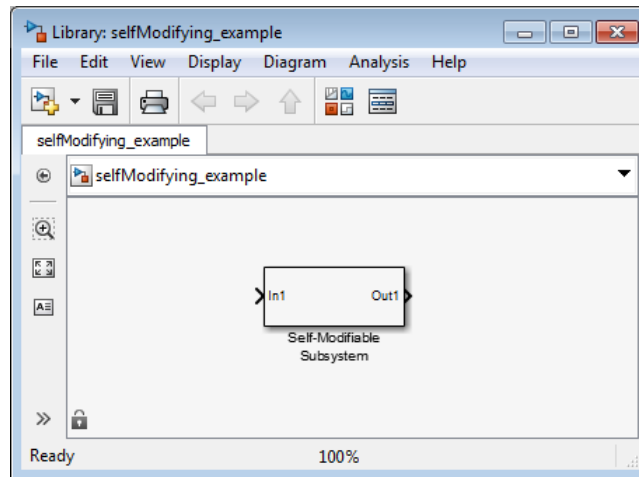 Library: selfModifying_example
File Edit View Display Diagram Analysis Help
selfModifying_example
selfModifying_example
In1 Out1
Self-Modifiable
Subsystem
Ready 100%